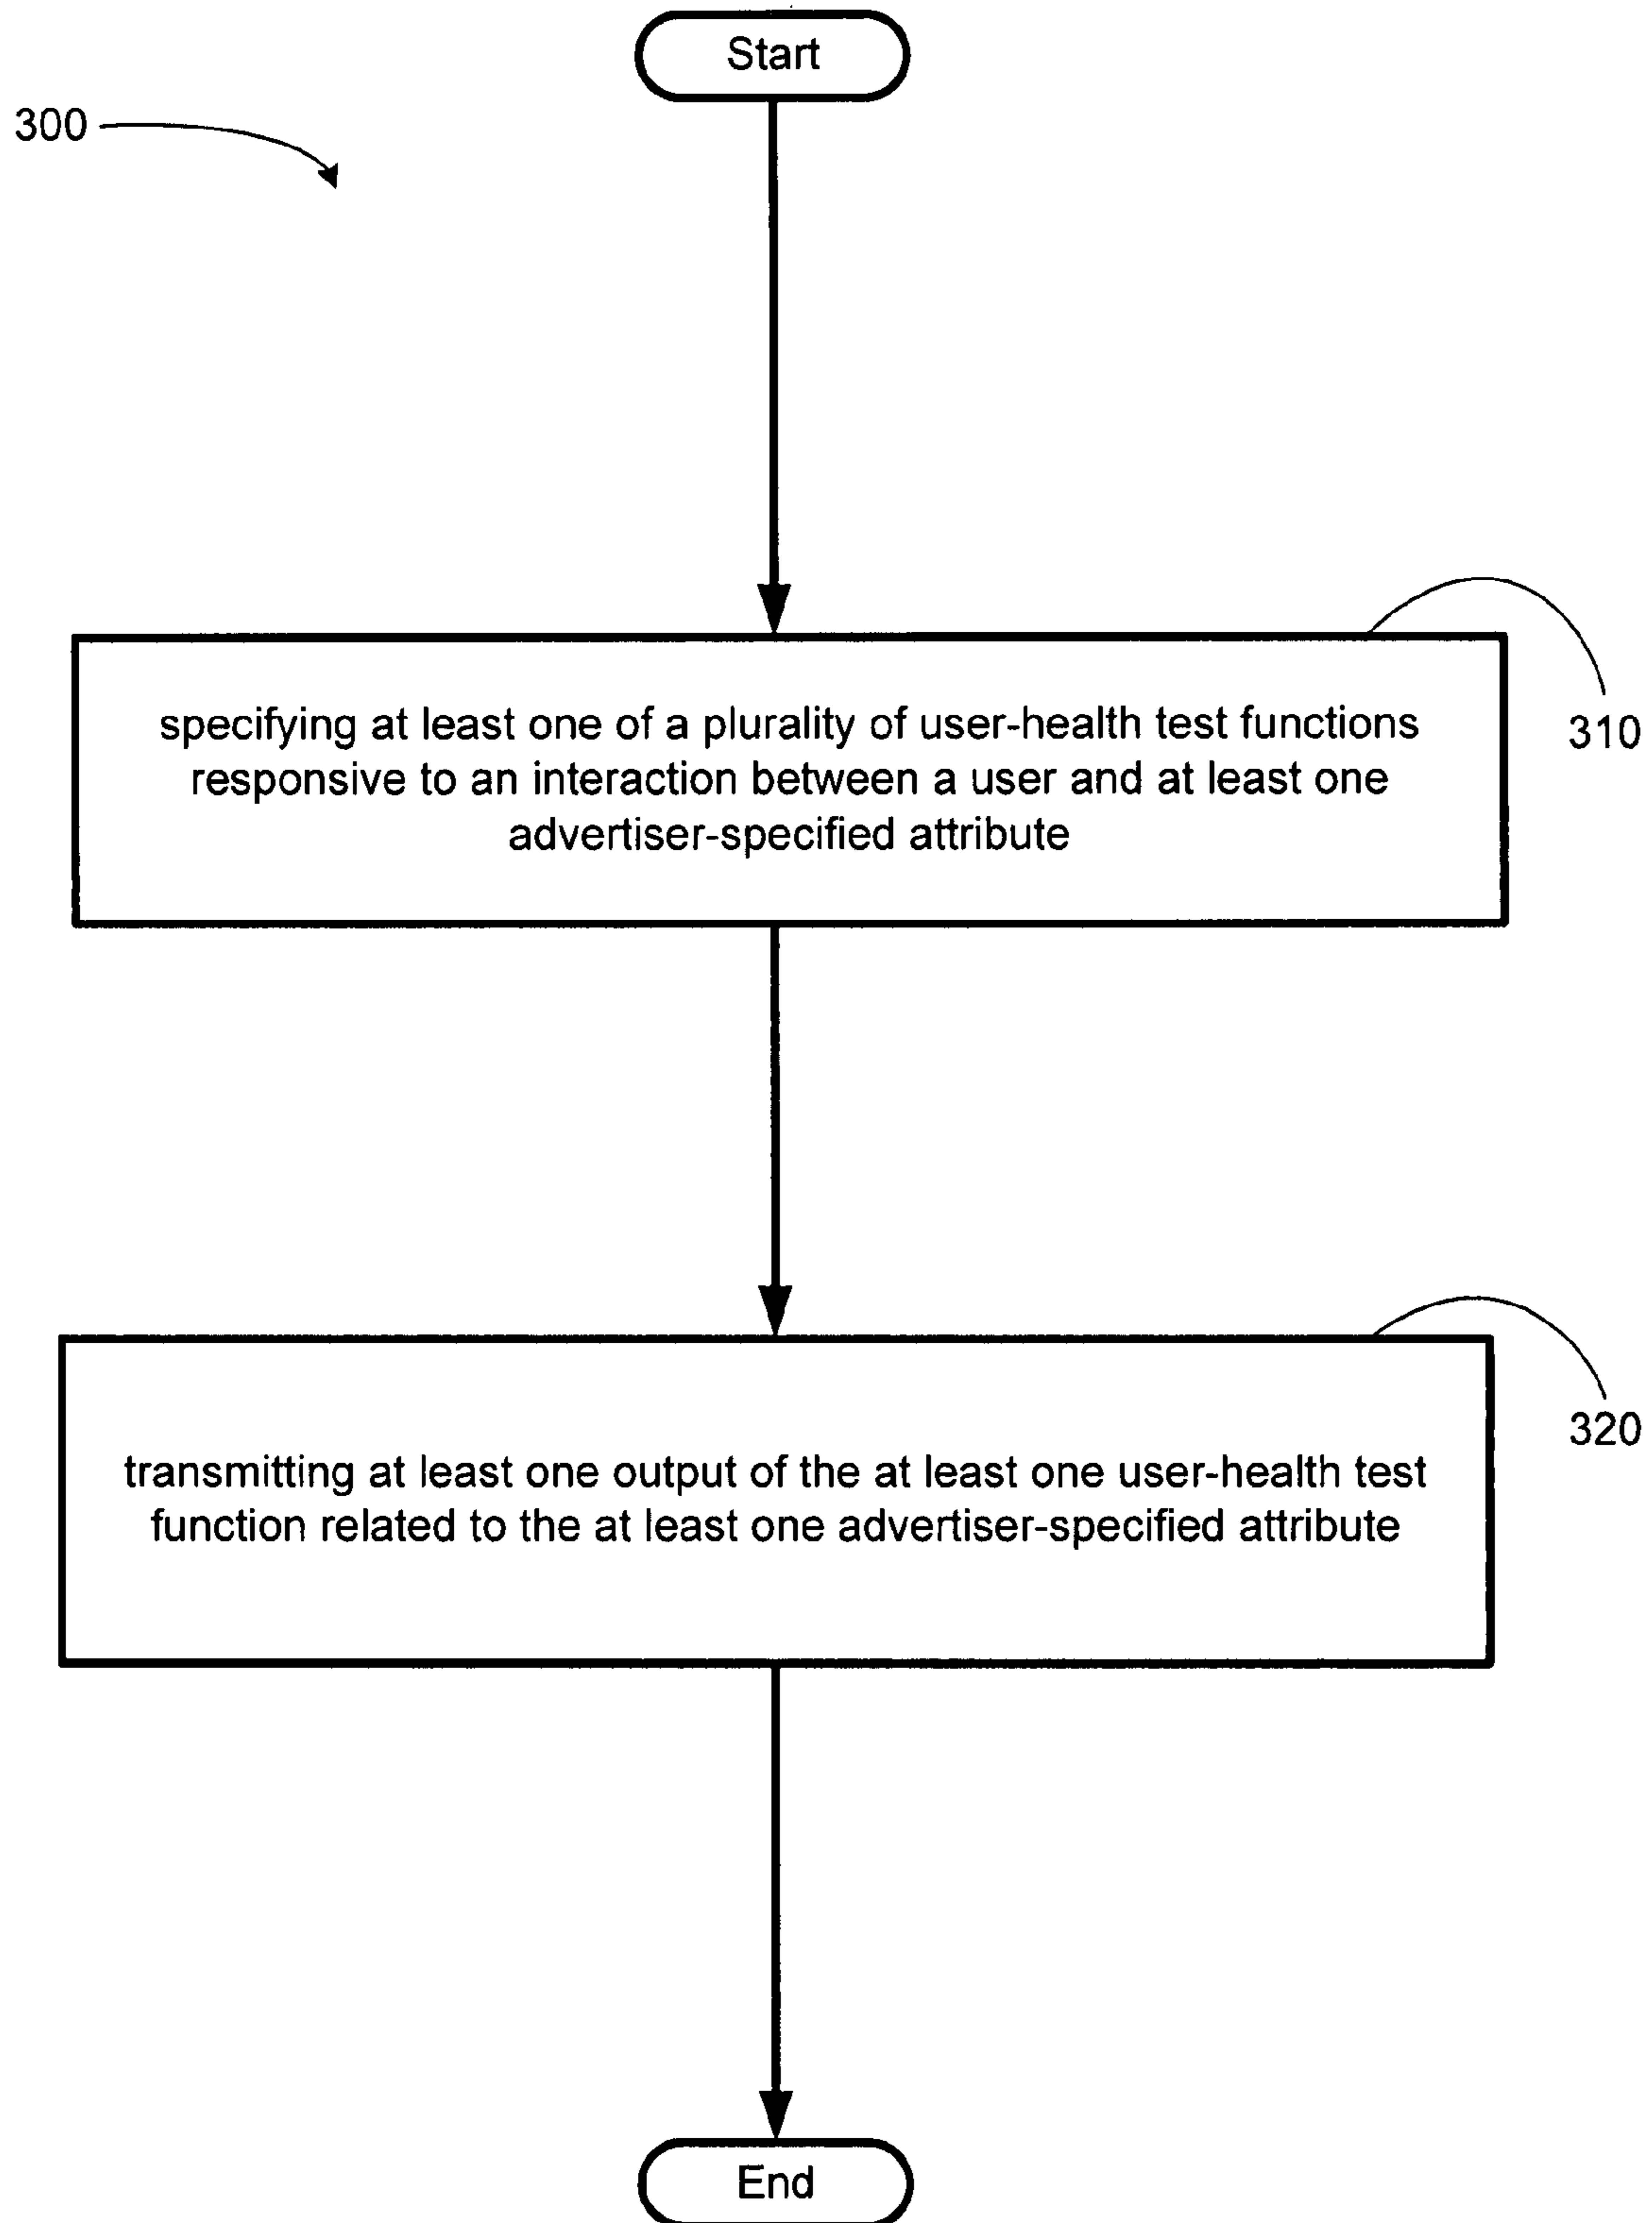 Start
300
specifying at least one of a plurality of user-health test functions
responsive to an interaction between a user and at least one
advertiser-specified attribute
310
transmitting at least one output of the at least one user-health test
function related to the at least one advertiser-specified attribute
320
End